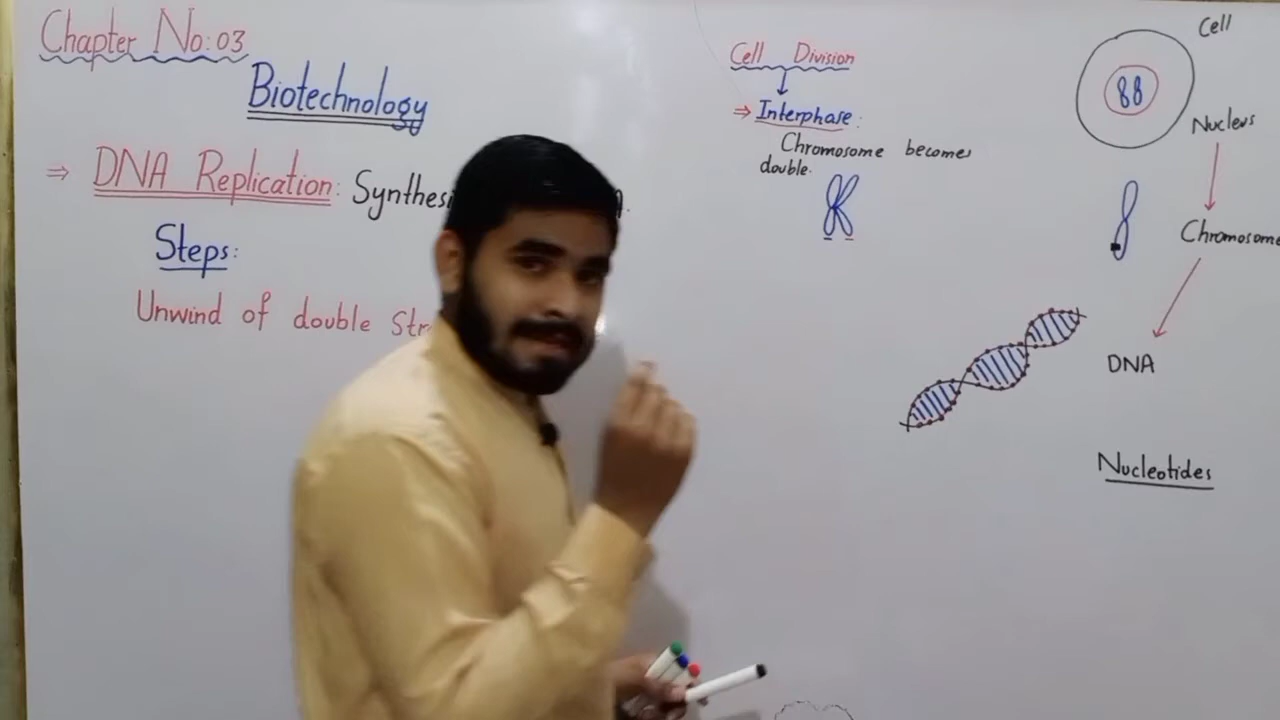 Chapter No:03
Biotechnology
⇒ DNA Replication: Synthesi
Steps:
Unwind of double Str
Cell Division
⇒ Interphase:
Chromosome becomes
double.
Cell
88
Nucleus
Chromosome
DNA
Nucleotides